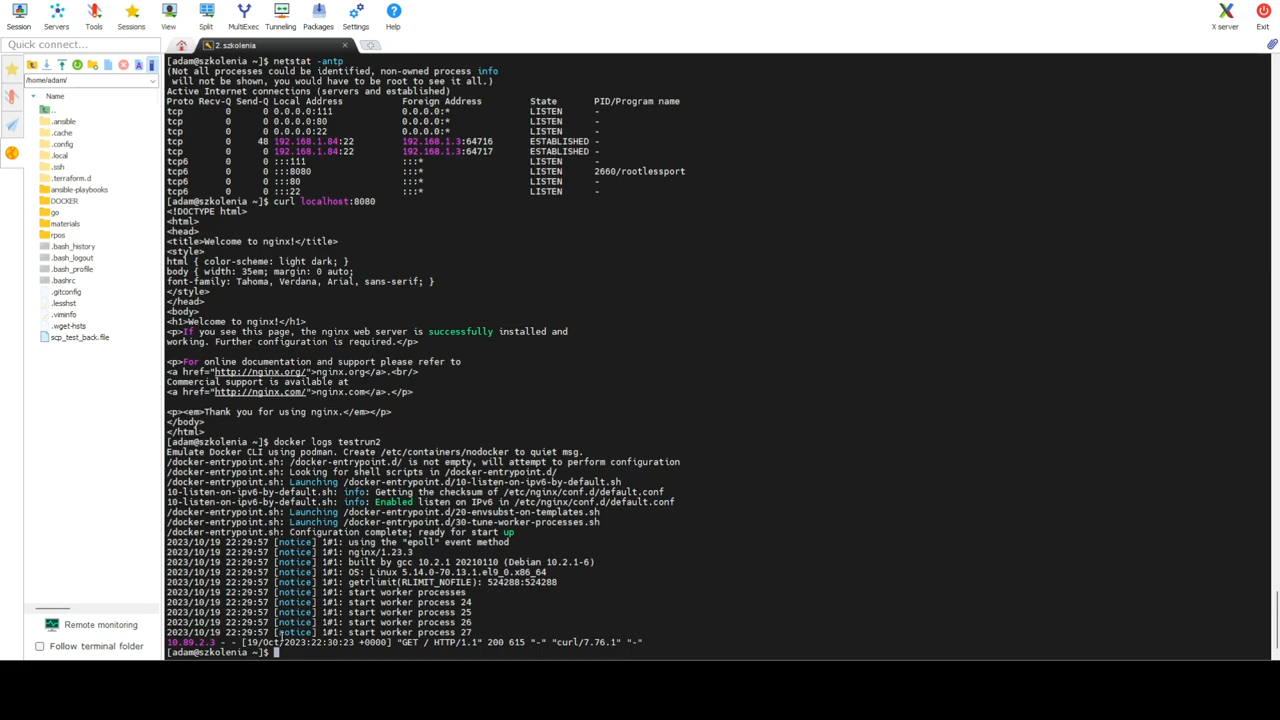 Session Servers Tools Sessions View Split MultiExec Tunneling Packages Settings Help X server Exit
Quick connect...
2. szkolenia
/home/adam/
Name
..
.ansible
.cache
.config
.local
.ssh
.terraform.d
ansible-playbooks
DOCKER
go
materials
rpos
.bash_history
.bash_logout
.bash_profile
.bashrc
.gitconfig
.lesshst
.viminfo
.wget-hsts
scp_test_back.file
Remote monitoring
Follow terminal folder
[adam@szkolenia ~]$ netstat -antp
(Not all processes could be identified, non-owned process info
will not be shown, you would have to be root to see it all.)
Active Internet connections (servers and established)
Proto Recv-Q Send-Q Local Address Foreign Address State PID/Program name
tcp 0 0 0.0.0.0:111 0.0.0.0:* LISTEN -
tcp 0 0 0.0.0.0:80 0.0.0.0:* LISTEN -
tcp 0 0 0.0.0.0:22 0.0.0.0:* LISTEN -
tcp 0 48 192.168.1.84:22 192.168.1.3:64716 ESTABLISHED -
tcp 0 0 192.168.1.84:22 192.168.1.3:64717 ESTABLISHED -
tcp6 0 0 :::111 :::* LISTEN -
tcp6 0 0 :::8080 :::* LISTEN 2660/rootlessport
tcp6 0 0 :::80 :::* LISTEN -
tcp6 0 0 :::22 :::* LISTEN -
[adam@szkolenia ~]$ curl localhost:8080
<!DOCTYPE html>
<html>
<head>
<title>Welcome to nginx!</title>
<style>
html { color-scheme: light dark; }
body { width: 35em; margin: 0 auto;
font-family: Tahoma, Verdana, Arial, sans-serif; }
</style>
</head>
<body>
<h1>Welcome to nginx!</h1>
<p>If you see this page, the nginx web server is successfully installed and
working. Further configuration is required.</p>
<p>For online documentation and support please refer to
<a href="http://nginx.org/">nginx.org</a>.<br/>
Commercial support is available at
<a href="http://nginx.com/">nginx.com</a>.</p>
<p><em>Thank you for using nginx.</em></p>
</body>
</html>
[adam@szkolenia ~]$ docker logs testrun2
Emulate Docker CLI using podman. Create /etc/containers/nodocker to quiet msg.
/docker-entrypoint.sh: /docker-entrypoint.d/ is not empty, will attempt to perform configuration
/docker-entrypoint.sh: Looking for shell scripts in /docker-entrypoint.d/
/docker-entrypoint.sh: Launching /docker-entrypoint.d/10-listen-on-ipv6-by-default.sh
10-listen-on-ipv6-by-default.sh: info: Getting the checksum of /etc/nginx/conf.d/default.conf
10-listen-on-ipv6-by-default.sh: info: Enabled listen on IPv6 in /etc/nginx/conf.d/default.conf
/docker-entrypoint.sh: Launching /docker-entrypoint.d/20-envsubst-on-templates.sh
/docker-entrypoint.sh: Launching /docker-entrypoint.d/30-tune-worker-processes.sh
/docker-entrypoint.sh: Configuration complete; ready for start up
2023/10/19 22:29:57 [notice] 1#1: using the "epoll" event method
2023/10/19 22:29:57 [notice] 1#1: nginx/1.23.3
2023/10/19 22:29:57 [notice] 1#1: built by gcc 10.2.1 20210110 (Debian 10.2.1-6)
2023/10/19 22:29:57 [notice] 1#1: OS: Linux 5.14.0-70.13.1.el9_0.x86_64
2023/10/19 22:29:57 [notice] 1#1: getrlimit(RLIMIT_NOFILE): 524288:524288
2023/10/19 22:29:57 [notice] 1#1: start worker processes
2023/10/19 22:29:57 [notice] 1#1: start worker process 24
2023/10/19 22:29:57 [notice] 1#1: start worker process 25
2023/10/19 22:29:57 [notice] 1#1: start worker process 26
2023/10/19 22:29:57 [notice] 1#1: start worker process 27
10.89.2.3 - - [19/Oct/2023:22:30:23 +0000] "GET / HTTP/1.1" 200 615 "-" "curl/7.76.1" "-"
[adam@szkolenia ~]$